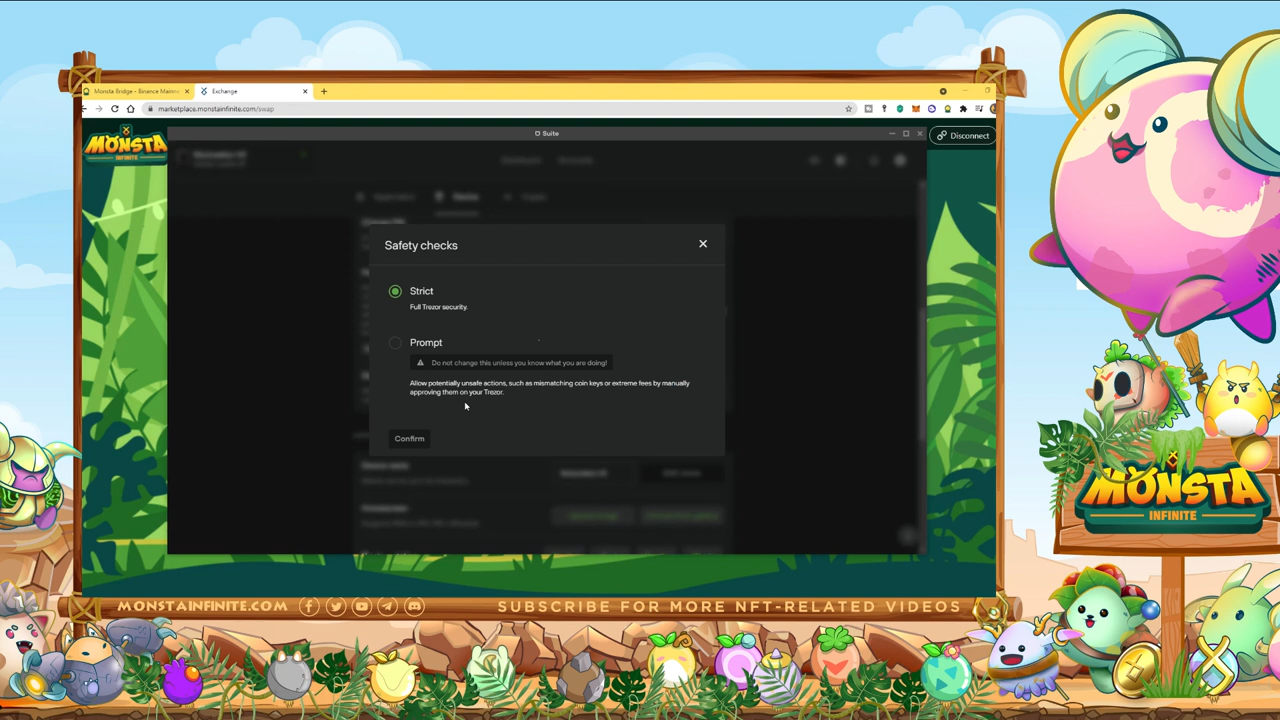 Monsta Bridge - Binance Mainn
Exchange
marketplace.monstainfinite.com/swap
MONSTA
INFINITE
Suite
Disconnect
Safety checks
Strict
Full Trezor security.
Prompt
Do not change this unless you know what you are doing!
Allow potentially unsafe actions, such as mismatching coin keys or extreme fees by manually
approving them on your Trezor.
Confirm
MONSTA
INFINITE
MONSTAINFINITE.COM
SUBSCRIBE FOR MORE NFT-RELATED VIDEOS